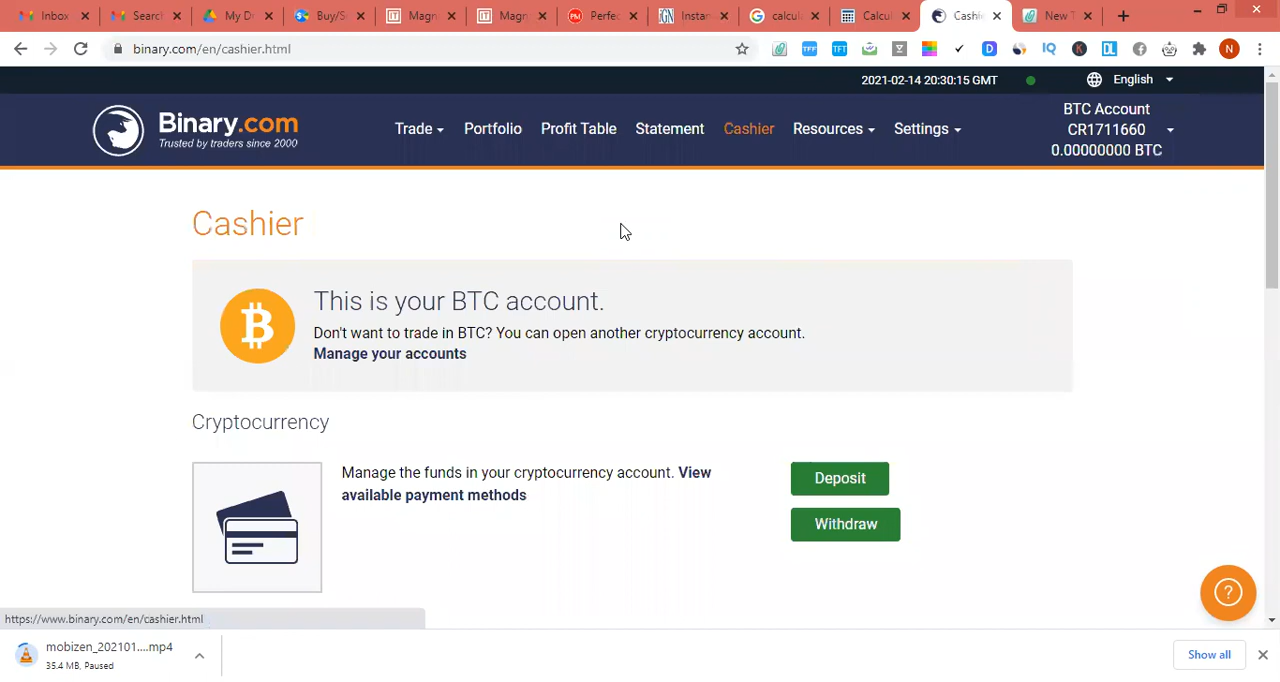 Inbox
Search
My Dr
Buy/S
Magn
Magn
Perfec
Instan
calcul
Calcul
Cashi
New T
binary.com/en/cashier.html
2021-02-14 20:30:15 GMT
English
Binary.com
Trusted by traders since 2000
Trade
Portfolio
Profit Table
Statement
Cashier
Resources
Settings
BTC Account
CR1711660
0.00000000 BTC
Cashier
This is your BTC account.
Don't want to trade in BTC? You can open another cryptocurrency account.
Manage your accounts
Cryptocurrency
Manage the funds in your cryptocurrency account. View
available payment methods
Deposit
Withdraw
https://www.binary.com/en/cashier.html
mobizen_202101....mp4
35.4 MB, Paused
Show all